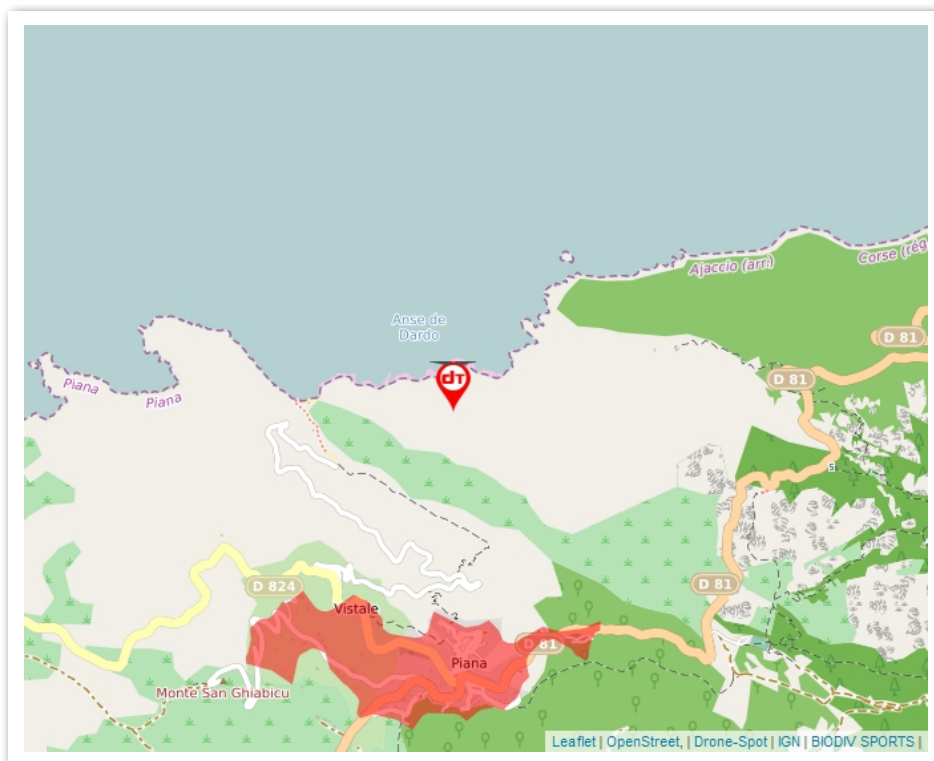 Anse de
Dardo
Ajaccio (arr.)
Corse (rég
D 81
Piana
Piana
dT
D 81
5
D 824
D 81
Vistale
D 81
Piana
Monte San Ghiabicu
Leaflet | OpenStreet, | Drone-Spot | IGN | BIODIV SPORTS |